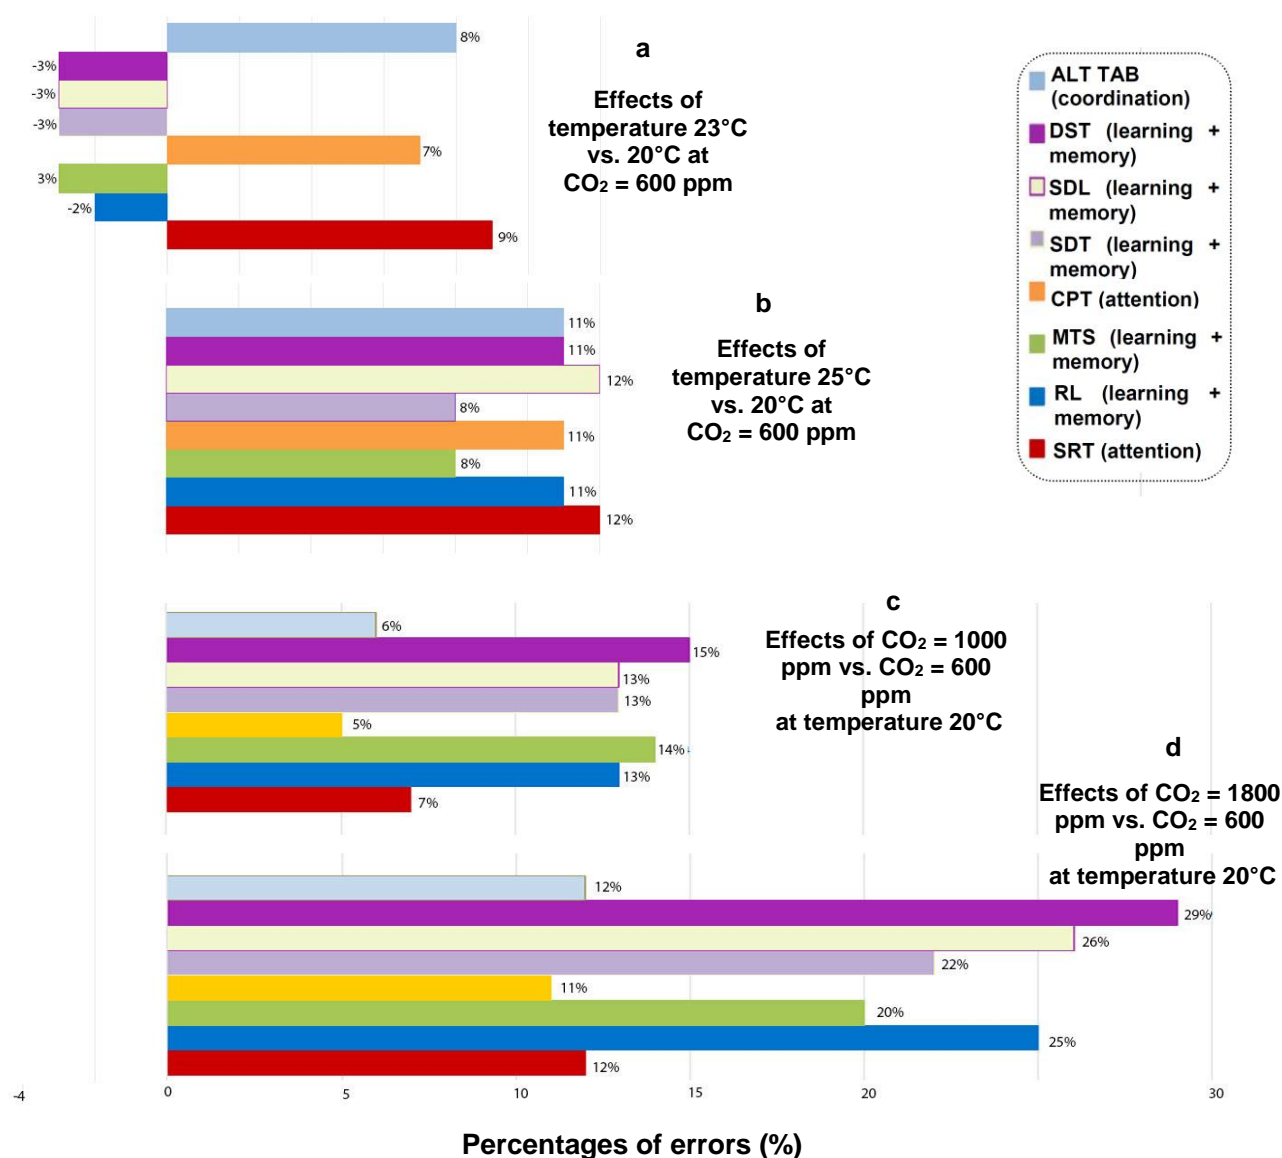 8%
-3%
-3%
-3%
7%
3%
-2%
9%
a
Effects of
temperature 23°C
vs. 20°C at
CO₂ = 600 ppm
ALT TAB
(coordination)
DST (learning +
memory)
SDL (learning +
memory)
SDT (learning +
memory)
CPT (attention)
MTS (learning +
memory)
RL (learning +
memory)
SRT (attention)
11%
11%
12%
8%
11%
8%
11%
12%
b
Effects of
temperature 25°C
vs. 20°C at
CO₂ = 600 ppm
6%
15%
13%
13%
5%
14%
13%
7%
c
Effects of CO₂ = 1000
ppm vs. CO₂ = 600
ppm
at temperature 20°C
d
Effects of CO₂ = 1800
ppm vs. CO₂ = 600
ppm
at temperature 20°C
12%
29%
26%
22%
11%
20%
25%
12%
-4 0 5 10 15 20 30
Percentages of errors (%)